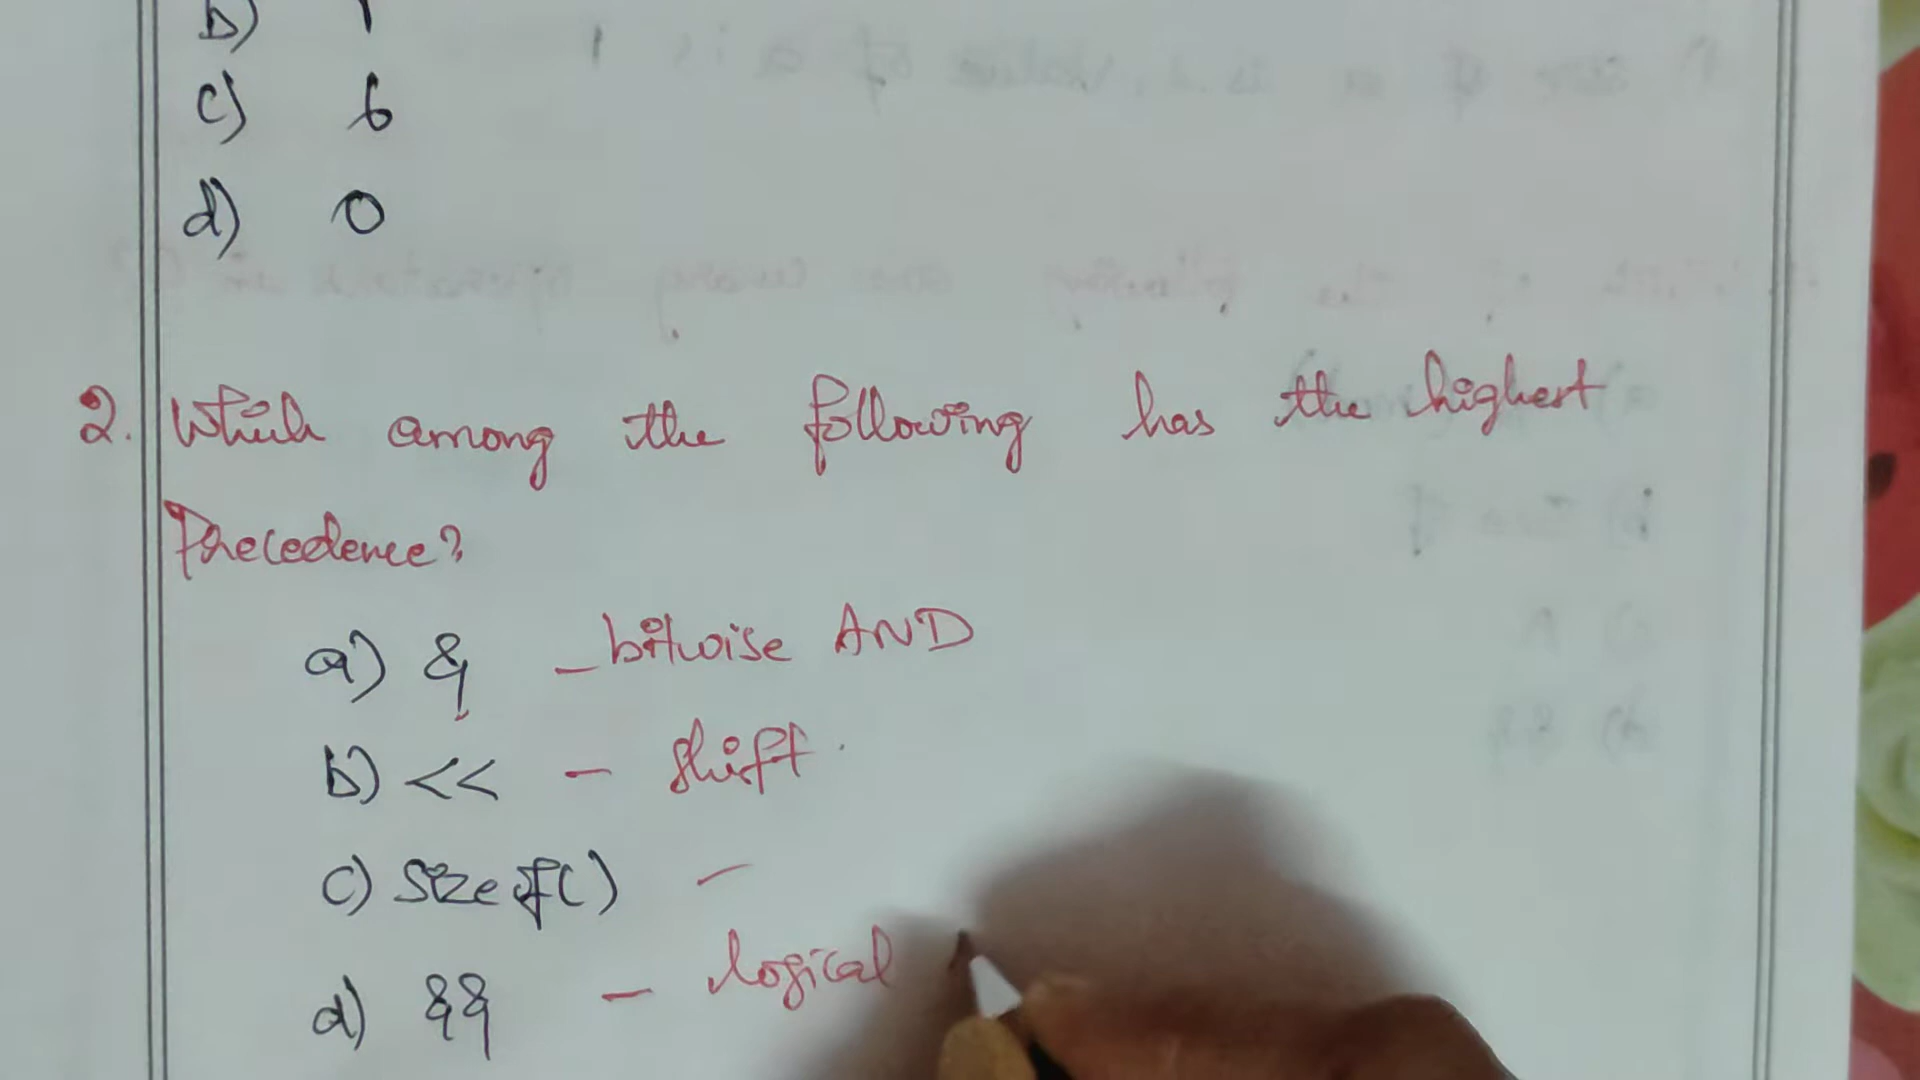 b) 1
c) 6
d) 0
2. Which among the following has the highest
Precedence?
a) & - bitwise AND
b) << - shift
c) Sizeof() -
d) && - logical